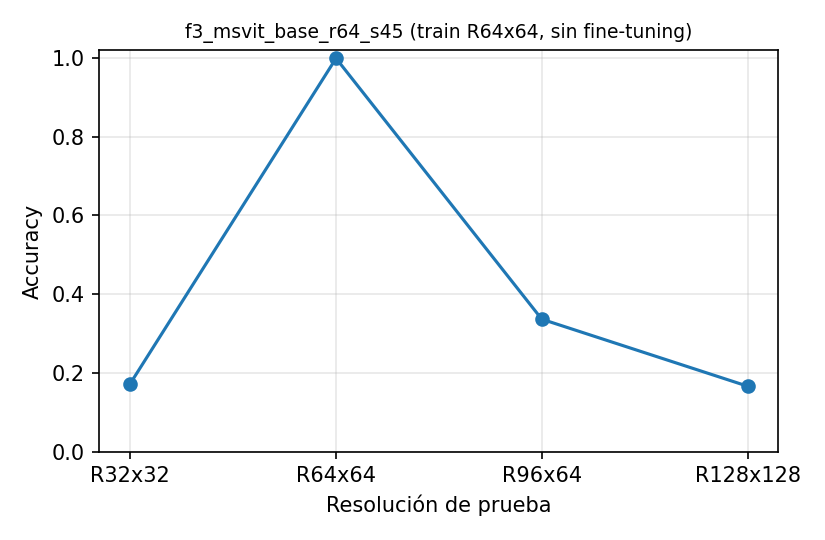 f3_msvit_base_r64_s45 (train R64x64, sin fine-tuning)
1.0
0.8
0.6
0.4
0.2
0.0
Accuracy
R32x32 R64x64 R96x64 R128x128
Resolución de prueba